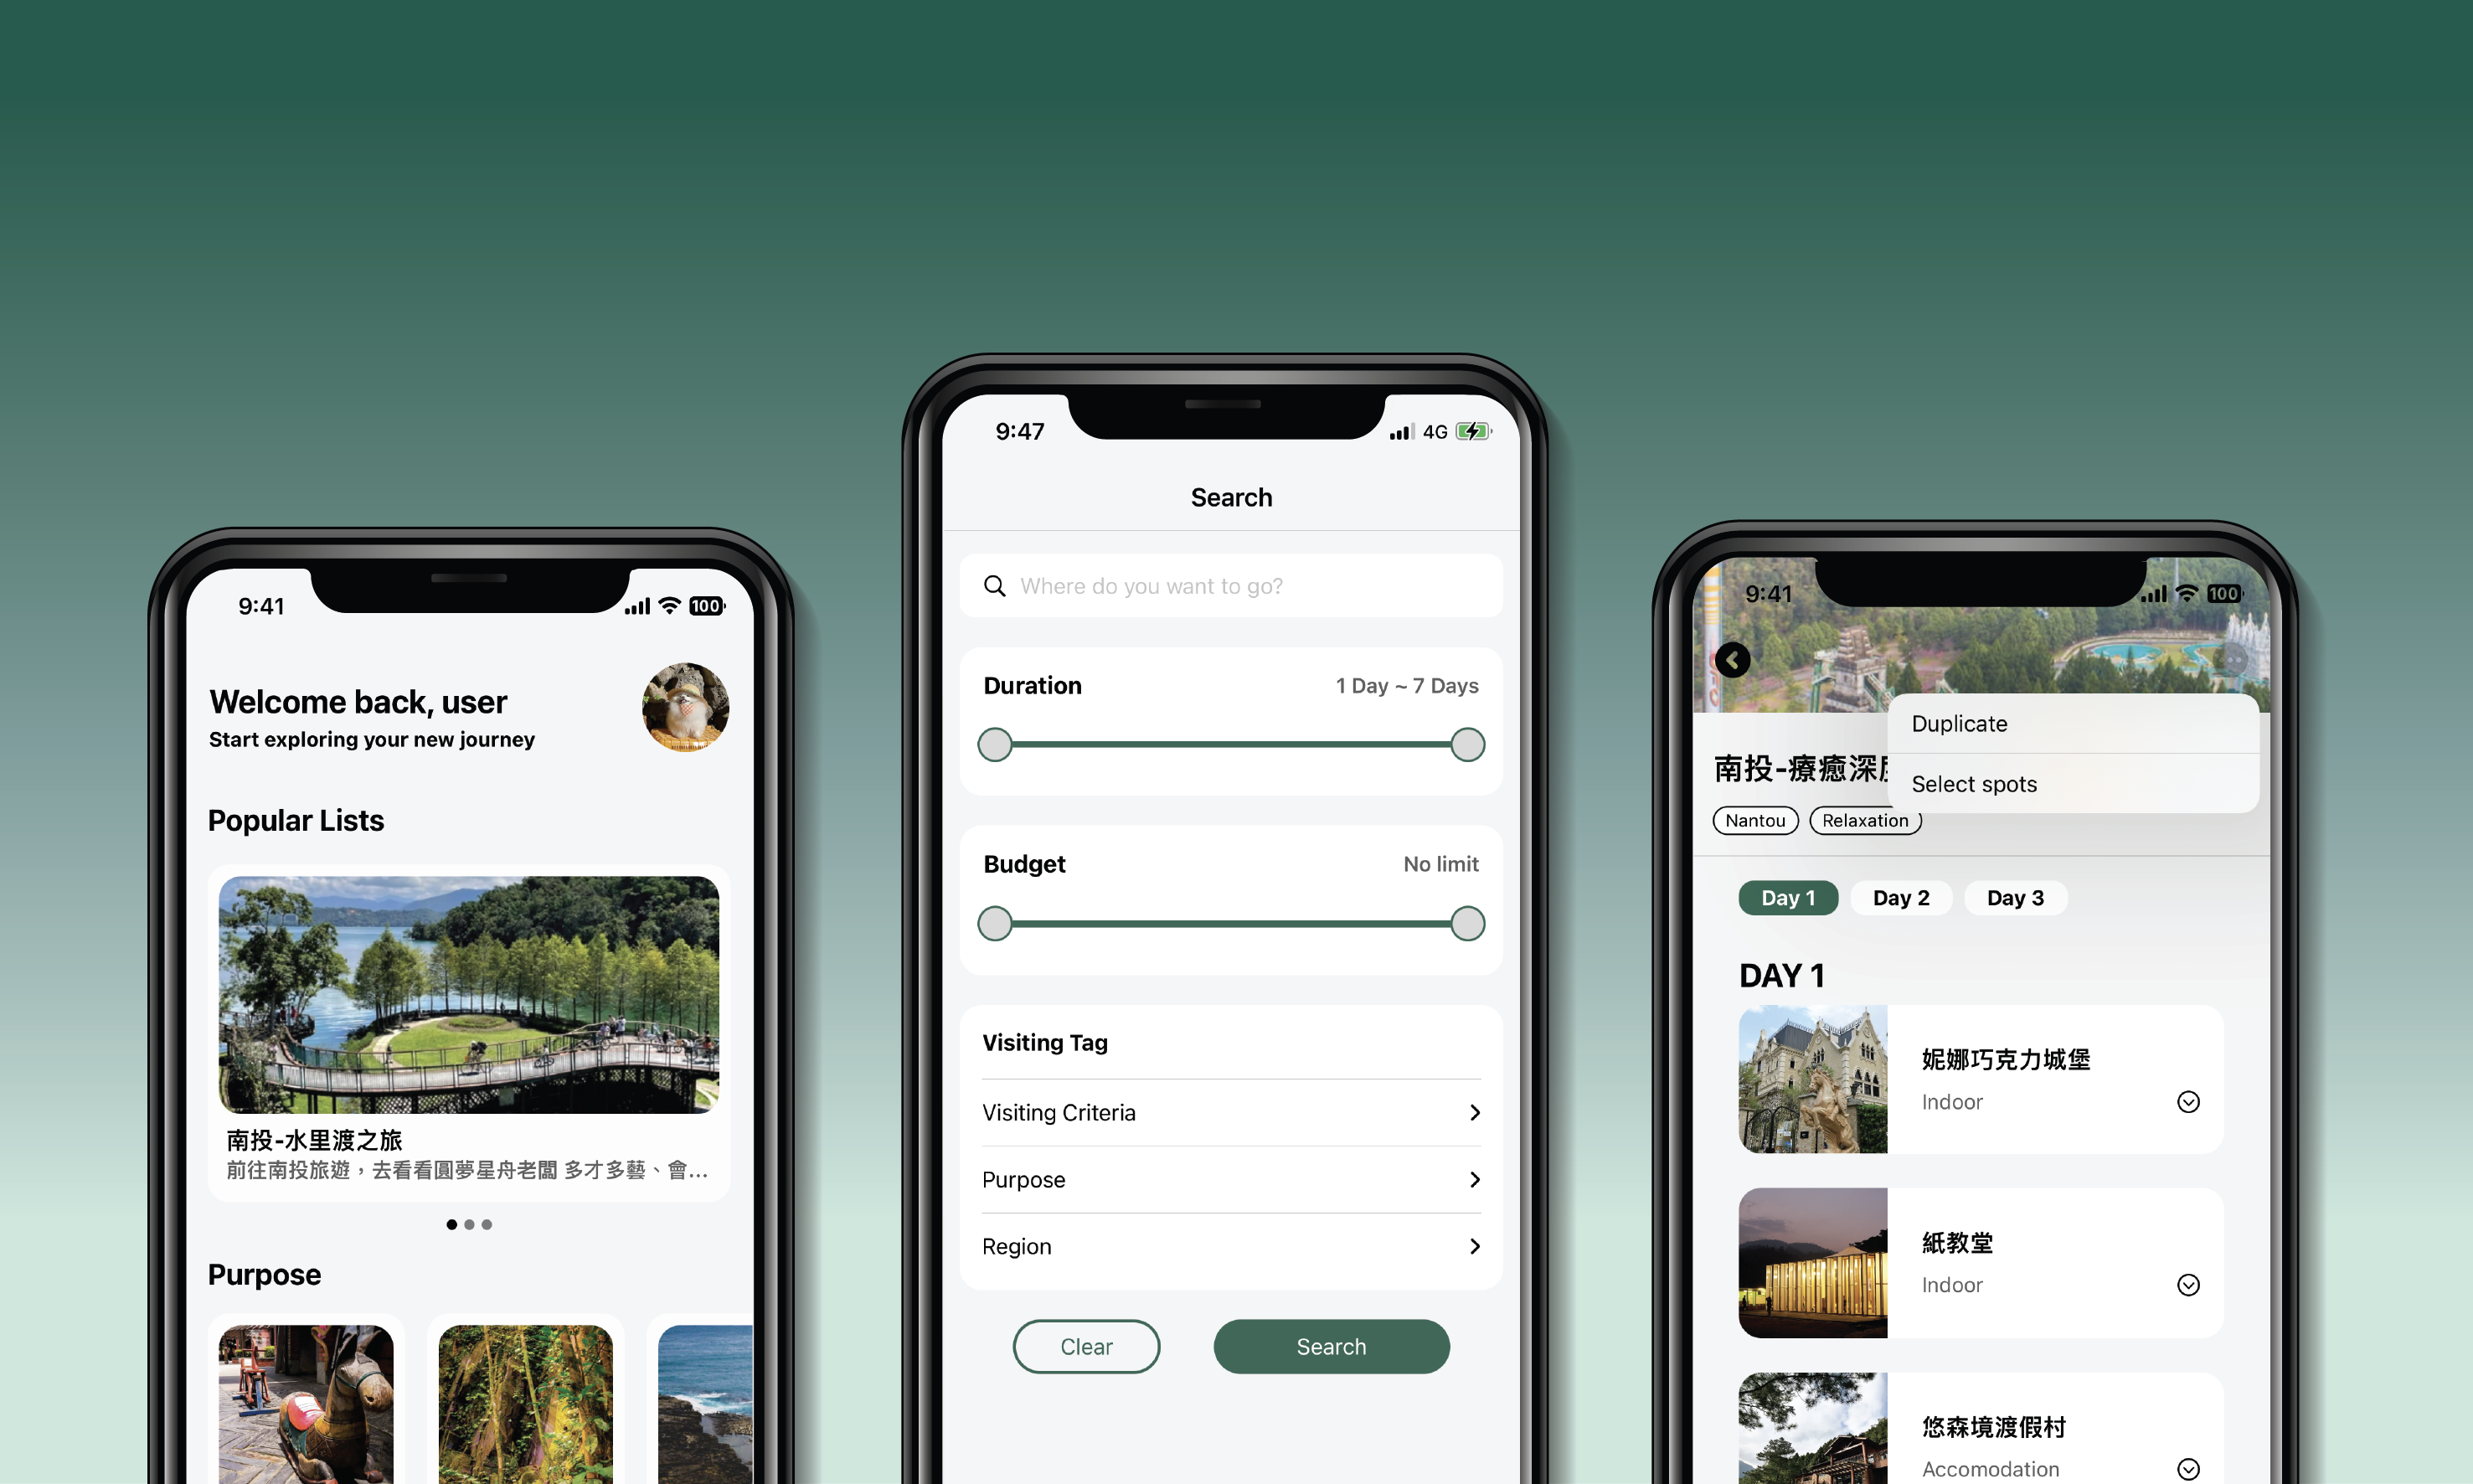 9:41
100
Welcome back, user
Start exploring your new journey
Popular Lists
南投-水里渡之旅
前往南投旅遊，去看看圓夢星舟老闆 多才多藝、會...
Purpose
9:47
4G
Search
Where do you want to go?
Duration
1 Day ~ 7 Days
Budget
No limit
Visiting Tag
Visiting Criteria
Purpose
Region
Clear
Search
9:41
100
Duplicate
Select spots
南投-療癒深
Nantou
Relaxation
Day 1
Day 2
Day 3
DAY 1
妮娜巧克力城堡
Indoor
紙教堂
Indoor
悠森境渡假村
Accomodation